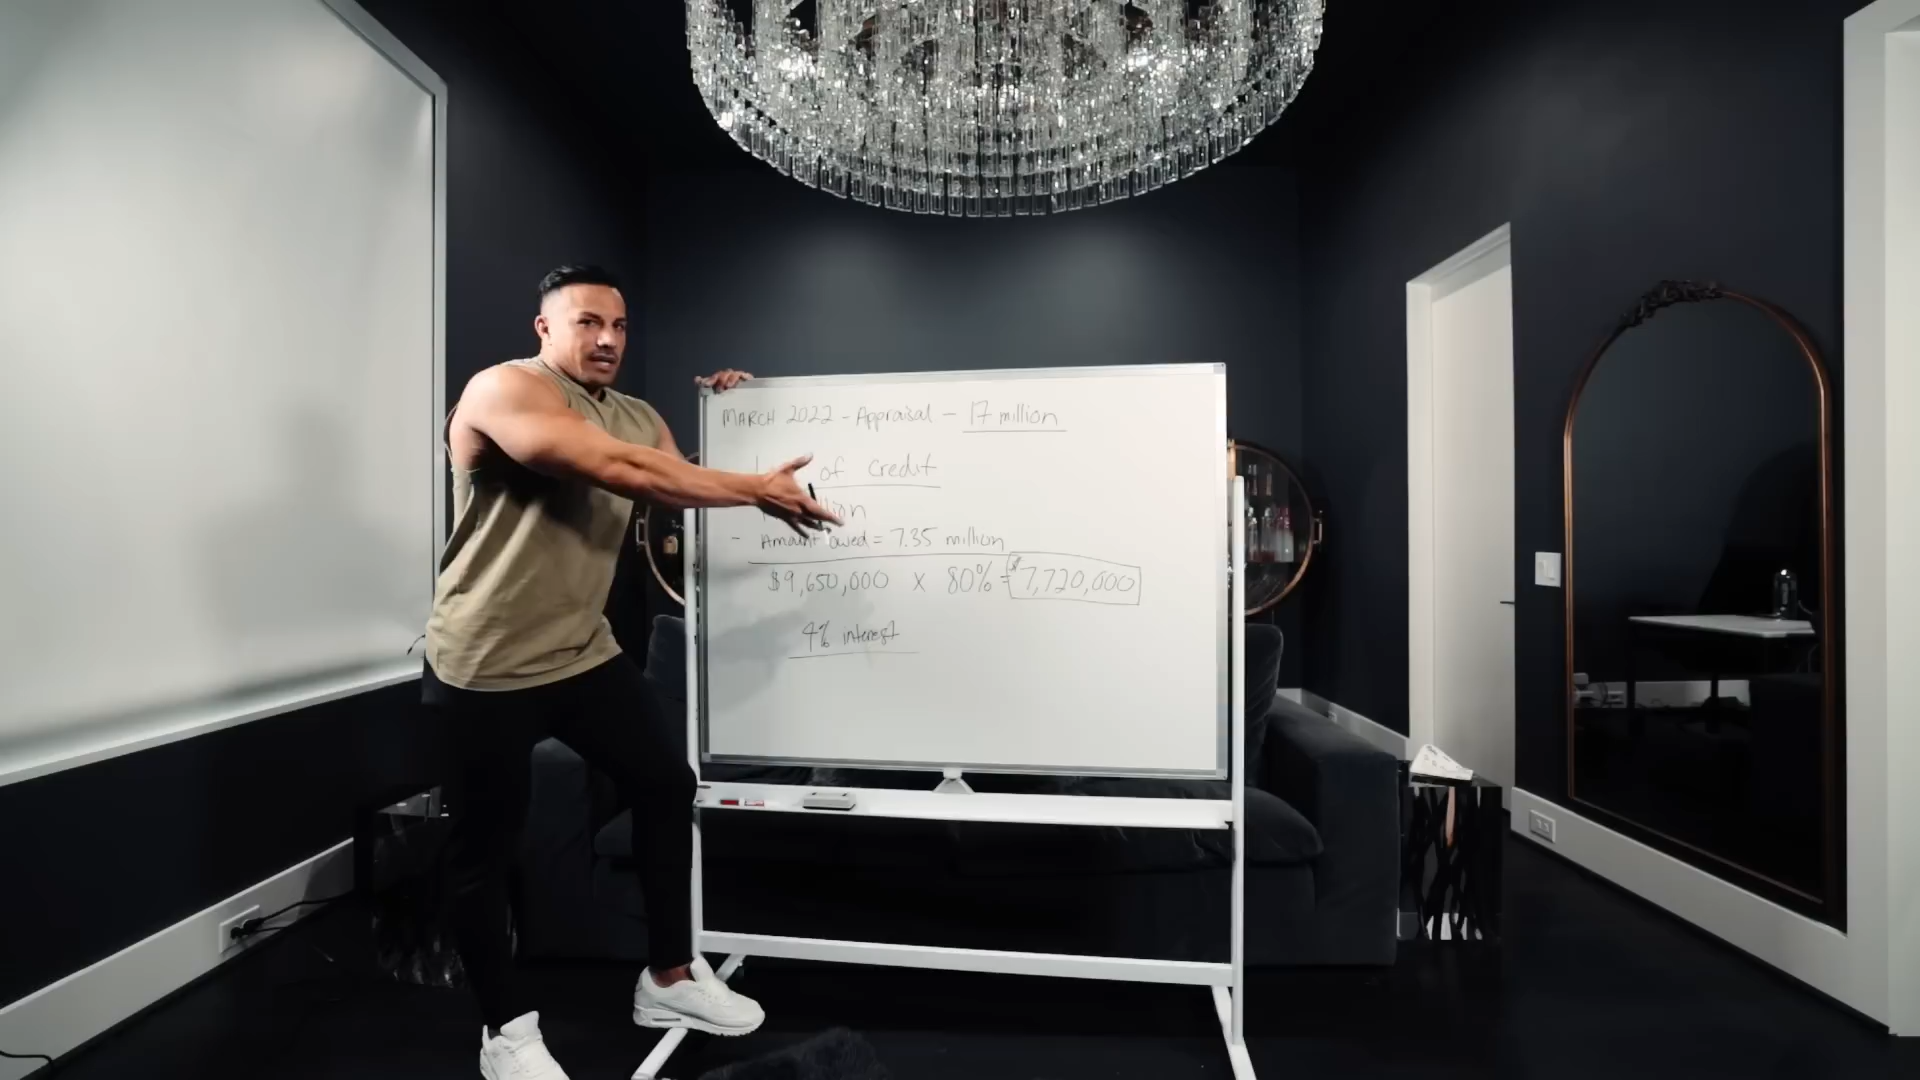 MARCH 2022 - Appraisal - 17 million
of credit
- Amount owed = 7.35 million
$9,650,000 x 80% = $7,720,000
4% interest